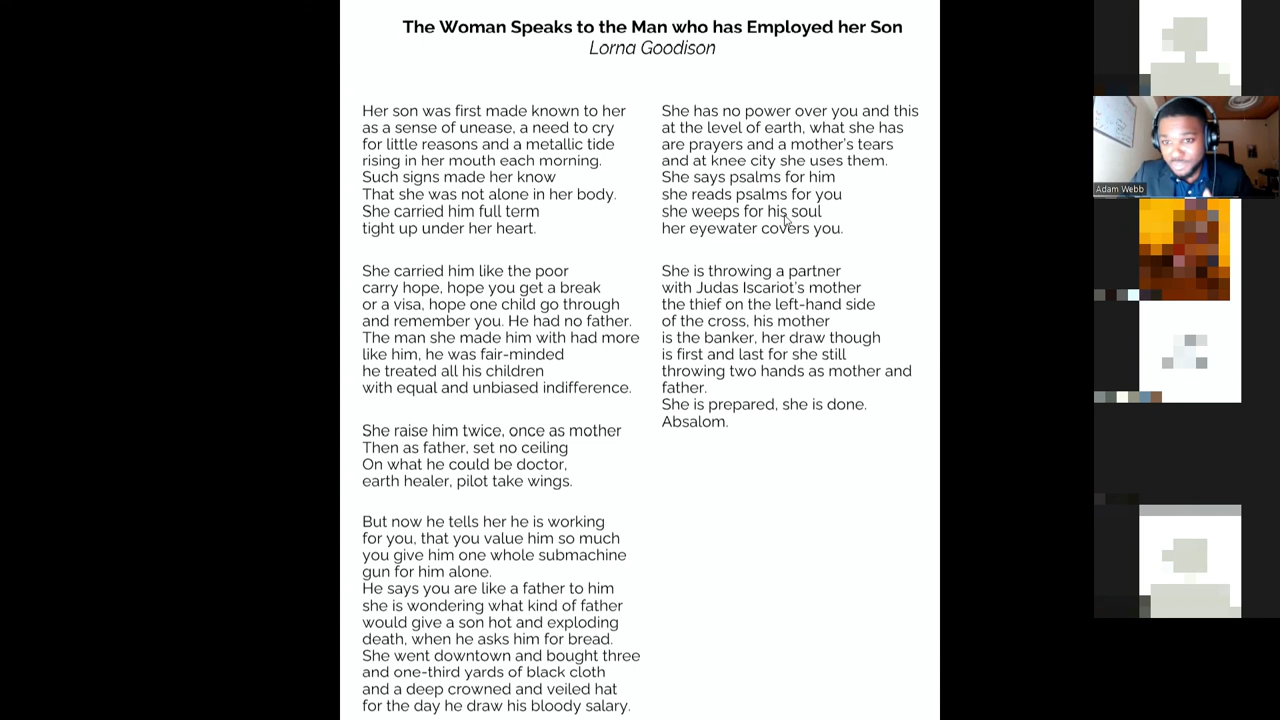 The Woman Speaks to the Man who has Employed her Son
Lorna Goodison
Her son was first made known to her
as a sense of unease, a need to cry
for little reasons and a metallic tide
rising in her mouth each morning.
Such signs made her know
That she was not alone in her body.
She carried him full term
tight up under her heart.
She carried him like the poor
carry hope, hope you get a break
or a visa, hope one child go through
and remember you. He had no father.
The man she made him with had more
like him, he was fair-minded
he treated all his children
with equal and unbiased indifference.
She raise him twice, once as mother
Then as father, set no ceiling
On what he could be doctor,
earth healer, pilot take wings.
But now he tells her he is working
for you, that you value him so much
you give him one whole submachine
gun for him alone.
He says you are like a father to him
she is wondering what kind of father
would give a son hot and exploding
death, when he asks him for bread.
She went downtown and bought three
and one-third yards of black cloth
and a deep crowned and veiled hat
for the day he draw his bloody salary.
She has no power over you and this
at the level of earth, what she has
are prayers and a mother's tears
and at knee city she uses them.
She says psalms for him
she reads psalms for you
she weeps for his soul
her eyewater covers you.
She is throwing a partner
with Judas Iscariot's mother
the thief on the left-hand side
of the cross, his mother
is the banker, her draw though
is first and last for she still
throwing two hands as mother and
father.
She is prepared, she is done.
Absalom.
Adam Webb